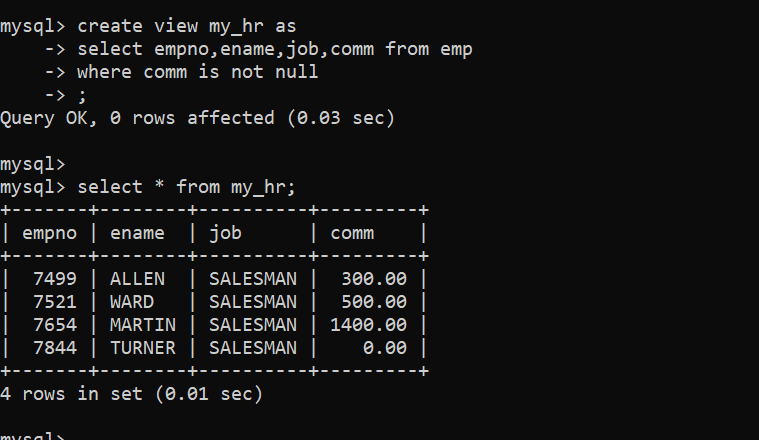 mysql> create view my_hr as
    -> select empno,ename,job,comm from emp
    -> where comm is not null
    -> ;
Query OK, 0 rows affected (0.03 sec)

mysql>
mysql> select * from my_hr;
+-------+--------+----------+---------+
| empno | ename  | job      | comm    |
+-------+--------+----------+---------+
|  7499 | ALLEN  | SALESMAN |  300.00 |
|  7521 | WARD   | SALESMAN |  500.00 |
|  7654 | MARTIN | SALESMAN | 1400.00 |
|  7844 | TURNER | SALESMAN |    0.00 |
+-------+--------+----------+---------+
4 rows in set (0.01 sec)

mysql>